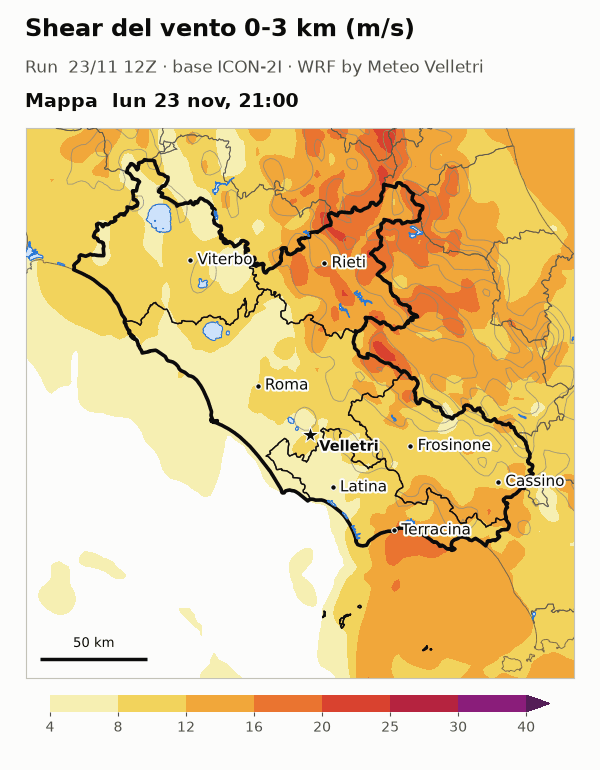 Shear del vento 0-3 km (m/s)
Run  23/11 12Z · base ICON-2I · WRF by Meteo Velletri
Mappa  lun 23 nov, 21:00
Viterbo
Rieti
Roma
Velletri
Frosinone
Latina
Cassino
Terracina
50 km
4 8 12 16 20 25 30 40